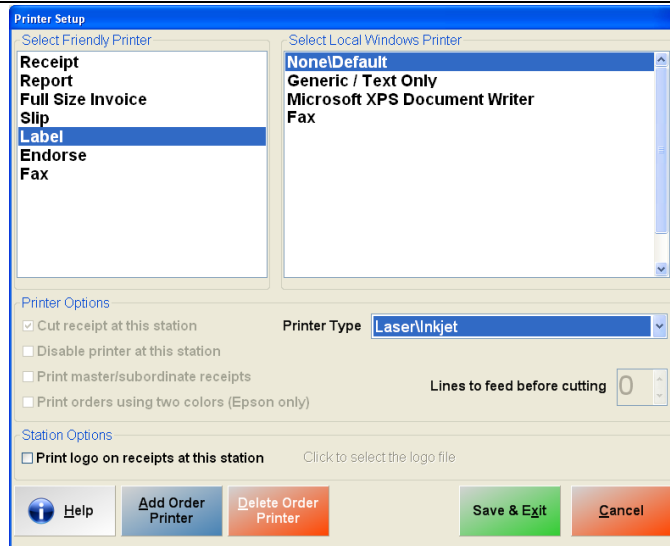 Printer Setup
Select Friendly Printer
Receipt
Report
Full Size Invoice
Slip
Label
Endorse
Fax
Select Local Windows Printer
None\Default
Generic / Text Only
Microsoft XPS Document Writer
Fax
Printer Options
Cut receipt at this station
Disable printer at this station
Print master/subordinate receipts
Print orders using two colors (Epson only)
Printer Type Laser\Inkjet
Lines to feed before cutting 0
Station Options
Print logo on receipts at this station Click to select the logo file
Help
Add Order
Printer
Delete Order
Printer
Save & Exit
Cancel